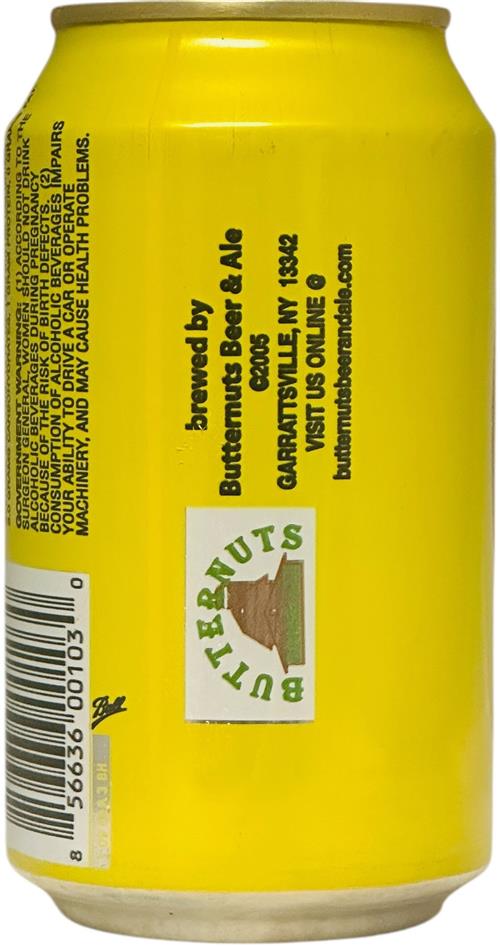 GOVERNMENT WARNING: (1) ACCORDING TO THE
SURGEON GENERAL, WOMEN SHOULD NOT DRINK
ALCOHOLIC BEVERAGES DURING PREGNANCY
BECAUSE OF THE RISK OF BIRTH DEFECTS. (2)
CONSUMPTION OF ALCOHOLIC BEVERAGES IMPAIRS
YOUR ABILITY TO DRIVE A CAR OR OPERATE
MACHINERY, AND MAY CAUSE HEALTH PROBLEMS.
8 56636 00103 0
Ball
BUTTERNUTS
brewed by
Butternuts Beer & Ale
©2005
GARRATTSVILLE, NY 13342
VISIT US ONLINE @
butternutsbeerandale.com